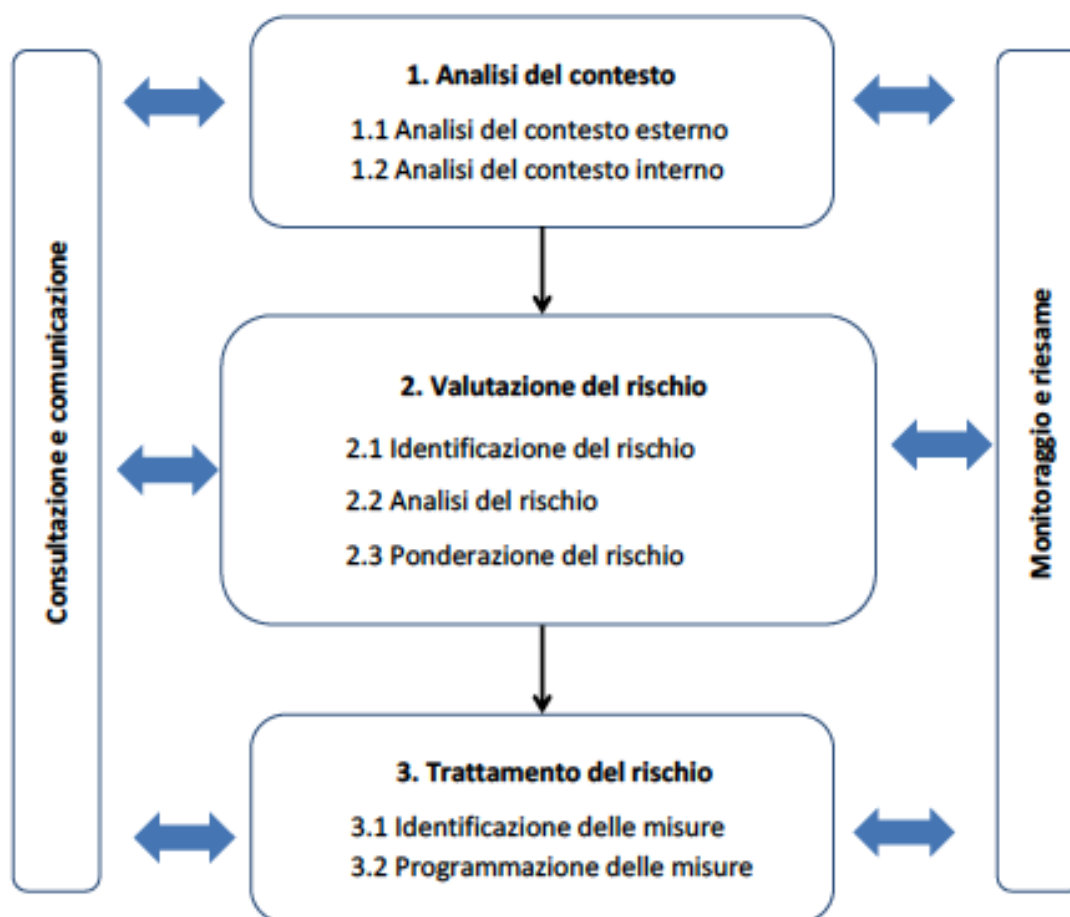 Consultazione e comunicazione
1. Analisi del contesto
1.1 Analisi del contesto esterno
1.2 Analisi del contesto interno
2. Valutazione del rischio
2.1 Identificazione del rischio
2.2 Analisi del rischio
2.3 Ponderazione del rischio
3. Trattamento del rischio
3.1 Identificazione delle misure
3.2 Programmazione delle misure
Monitoraggio e riesame